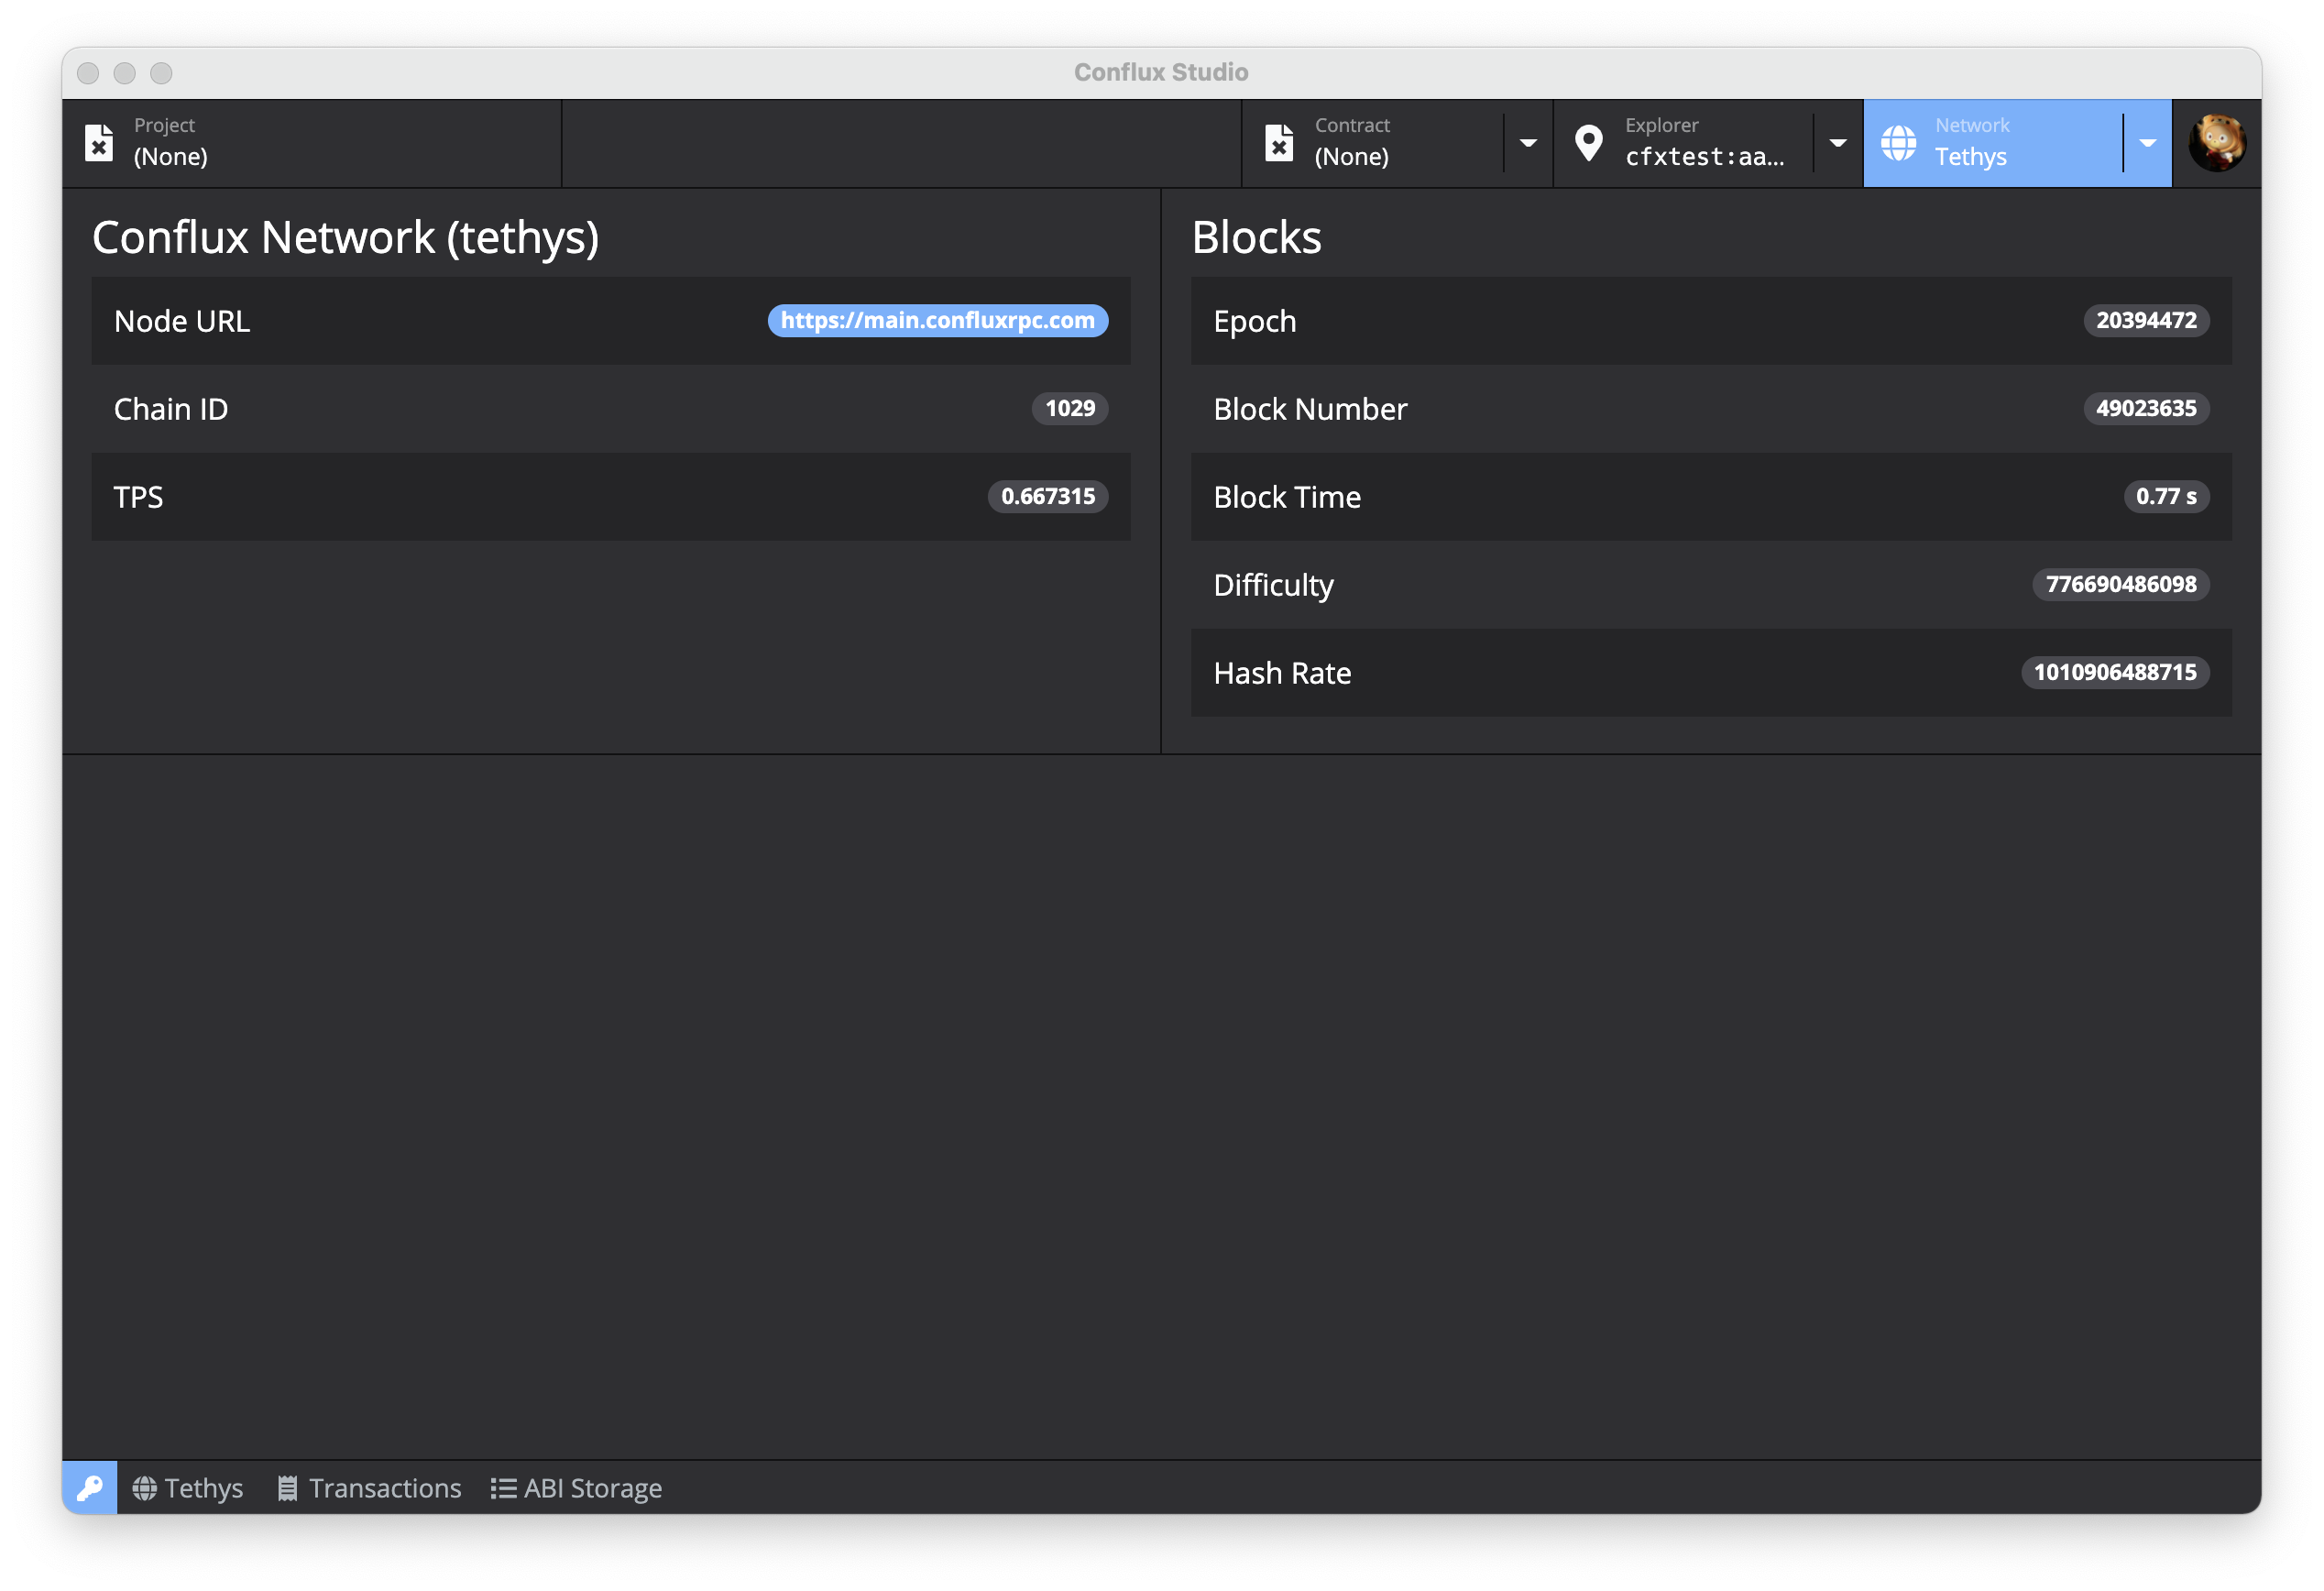 Conflux Studio
Project
(None)
Contract
(None)
Explorer
cfxtest:aa...
Network
Tethys
Conflux Network (tethys)
Node URL https://main.confluxrpc.com
Chain ID 1029
TPS 0.667315
Blocks
Epoch 20394472
Block Number 49023635
Block Time 0.77 s
Difficulty 776690486098
Hash Rate 1010906488715
Tethys Transactions ABI Storage